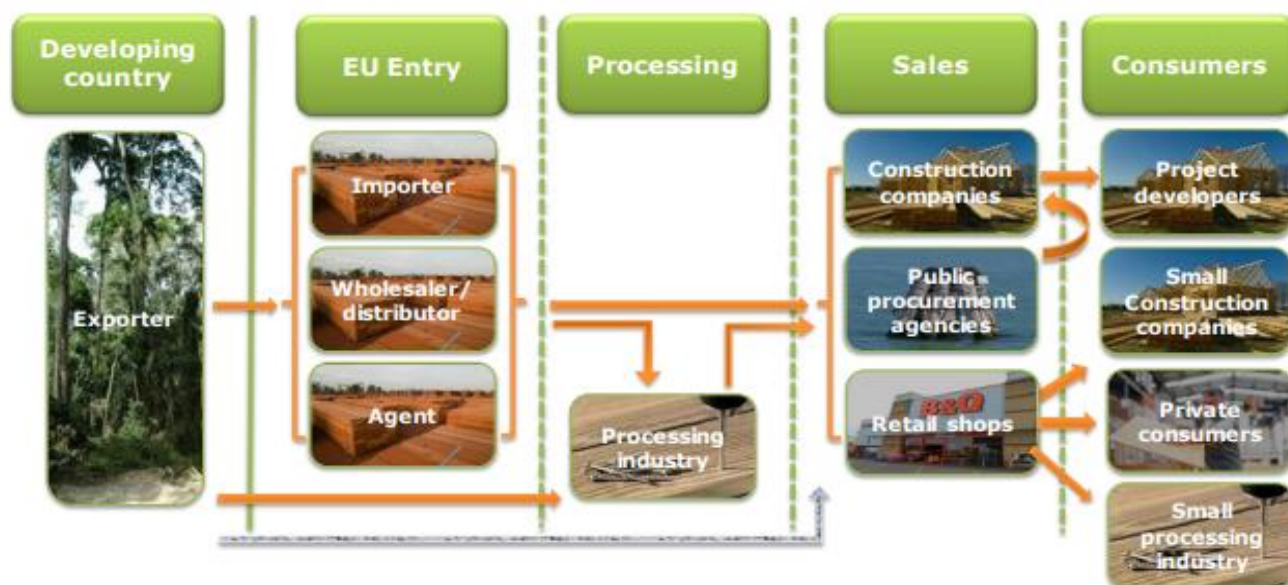 Developing
country
EU Entry
Processing
Sales
Consumers
Exporter
Importer
Wholesaler/
distributor
Agent
Processing
industry
Construction
companies
Public
procurement
agencies
B&Q
Retail shops
Project
developers
Small
Construction
companies
Private
consumers
Small
processing
industry